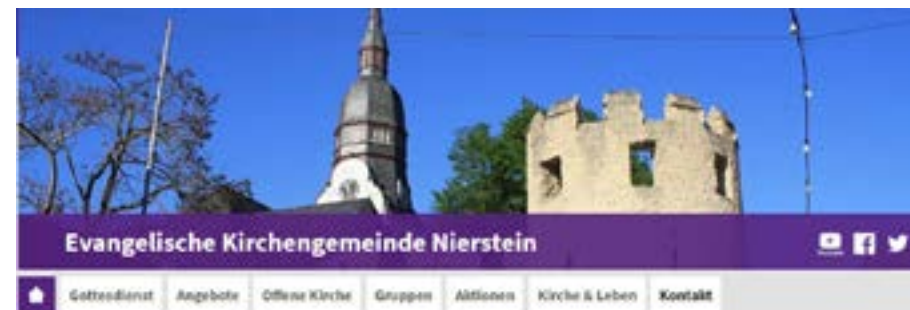 Evangelische Kirchengemeinde Nierstein
Gottesdienst Angebote Offene Kirche Gruppen Aktionen Kirche & Leben Kontakt